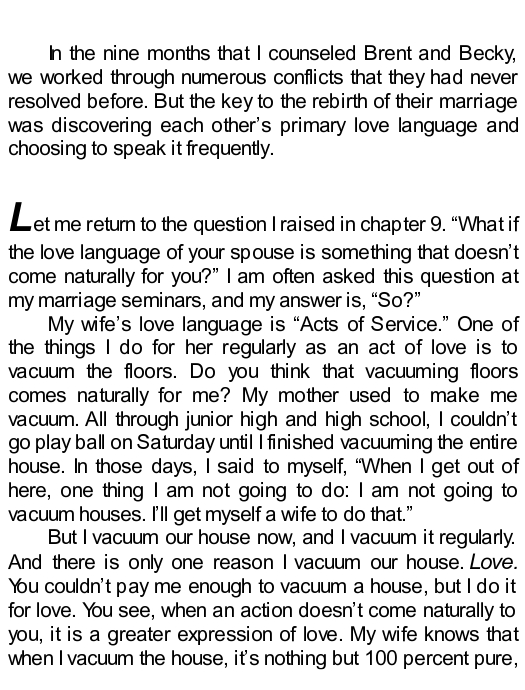 In the nine months that I counseled Brent and Becky,
we worked through numerous conflicts that they had never
resolved before. But the key to the rebirth of their marriage
was discovering each other’s primary love language and
choosing to speak it frequently.
Let me return to the question I raised in chapter 9. “What if
the love language of your spouse is something that doesn’t
come naturally for you?” I am often asked this question at
my marriage seminars, and my answer is, “So?”
My wife’s love language is “Acts of Service.” One of
the things I do for her regularly as an act of love is to
vacuum the floors. Do you think that vacuuming floors
comes naturally for me? My mother used to make me
vacuum. All through junior high and high school, I couldn’t
go play ball on Saturday until I finished vacuuming the entire
house. In those days, I said to myself, “When I get out of
here, one thing I am not going to do: I am not going to
vacuum houses. I’ll get myself a wife to do that.”
But I vacuum our house now, and I vacuum it regularly.
And there is only one reason I vacuum our house. Love.
You couldn’t pay me enough to vacuum a house, but I do it
for love. You see, when an action doesn’t come naturally to
you, it is a greater expression of love. My wife knows that
when I vacuum the house, it’s nothing but 100 percent pure,